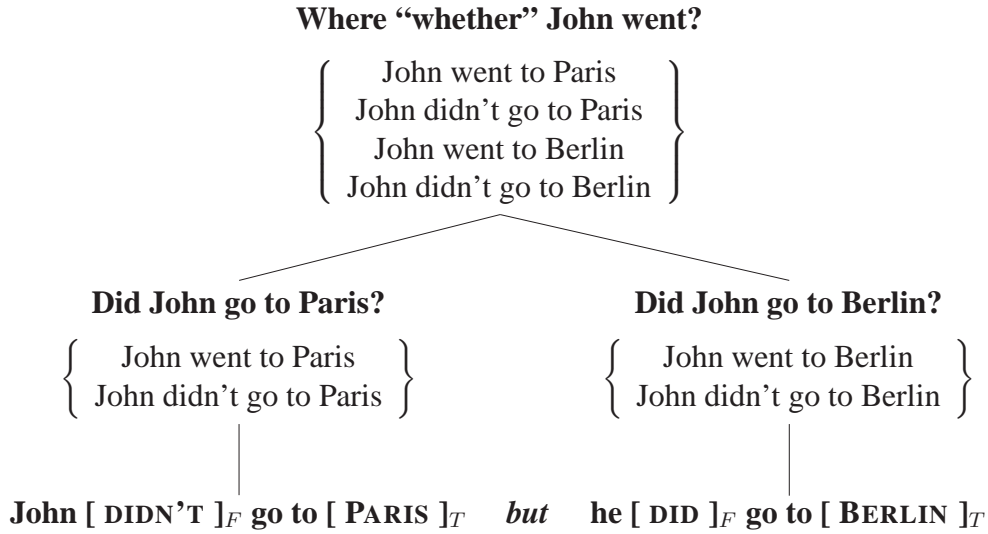 Where “whether” John went?
John went to Paris
John didn’t go to Paris
John went to Berlin
John didn’t go to Berlin
Did John go to Paris?
John went to Paris
John didn’t go to Paris
Did John go to Berlin?
John went to Berlin
John didn’t go to Berlin
John [ DIDN’T ]F go to [ PARIS ]T but he [ DID ]F go to [ BERLIN ]T